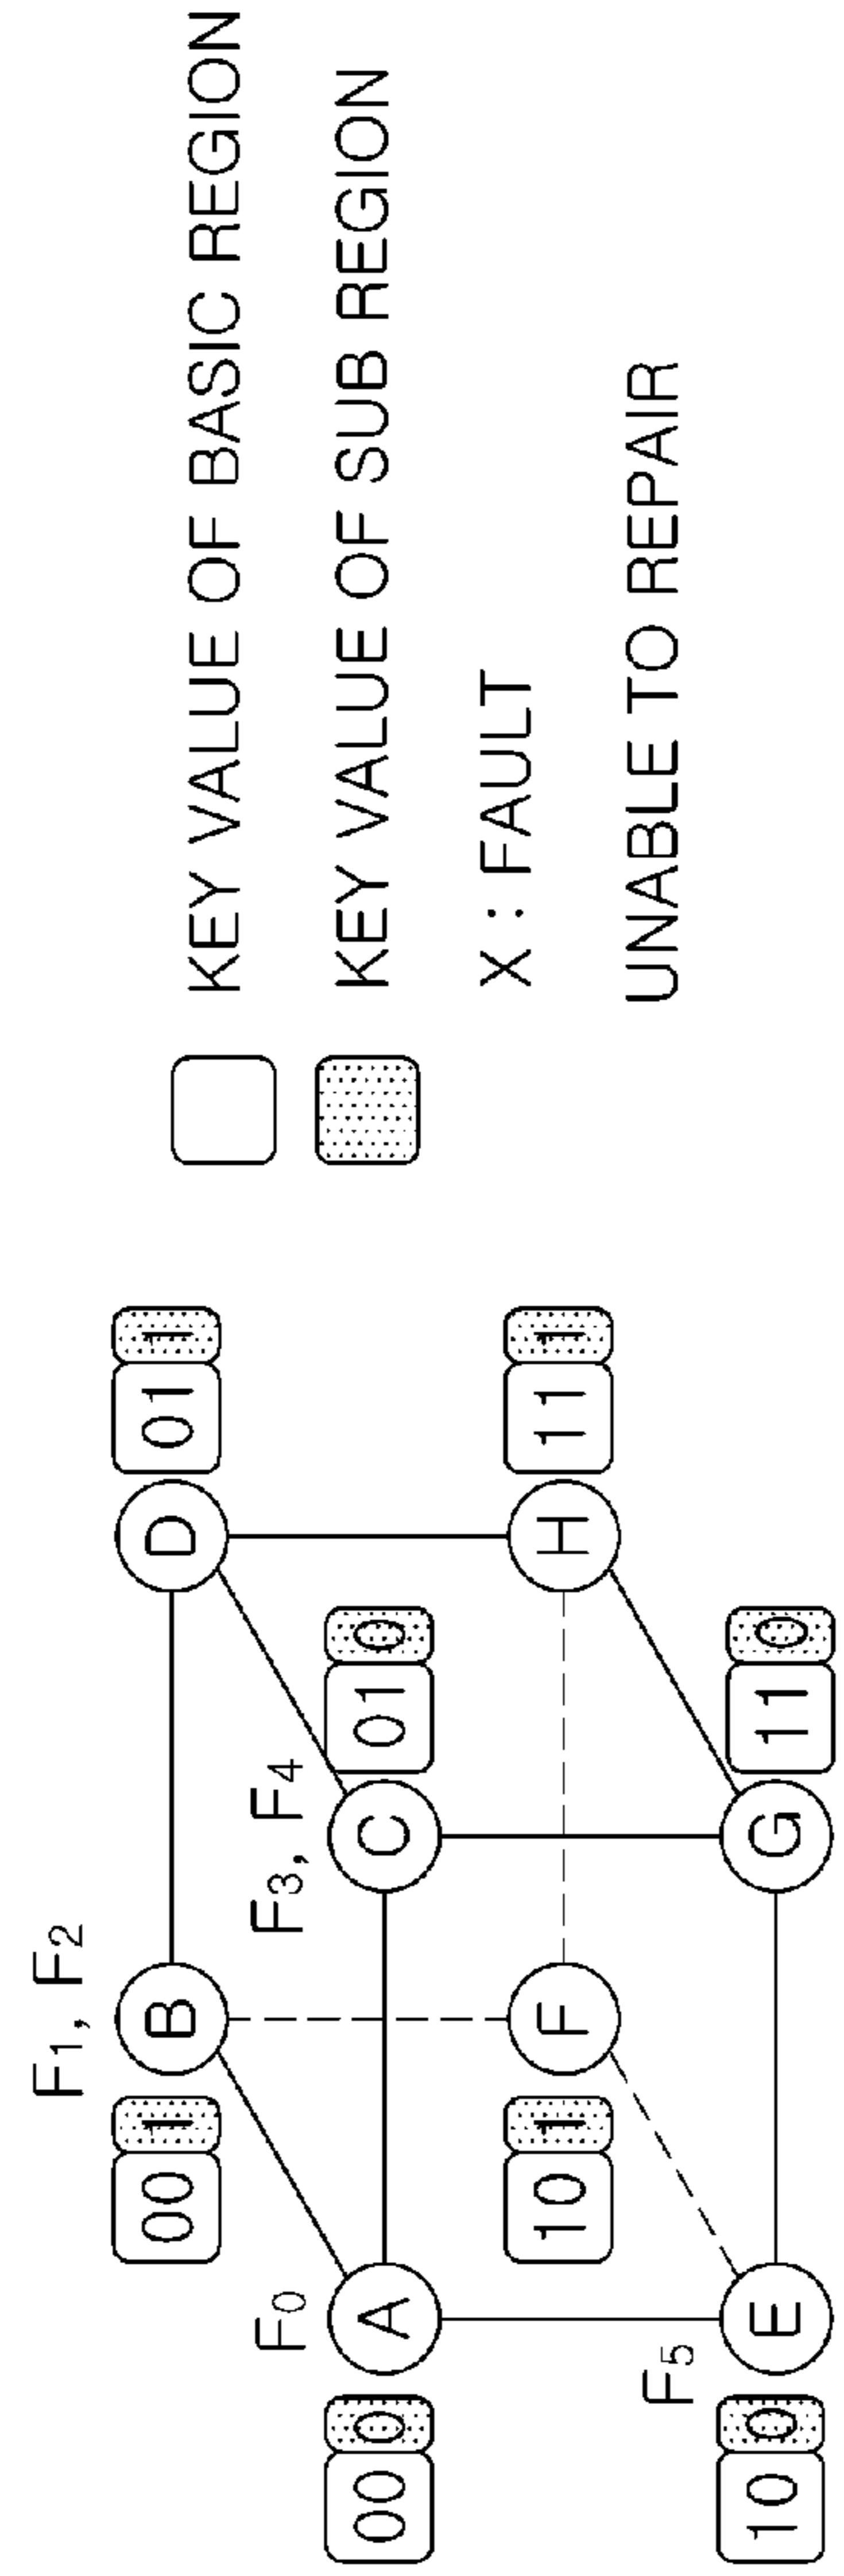 F1, F2
00 1
B
D
01 1
F0
F3, F4
00 0
A
C
01 0
10 1
F
H
11 1
F5
10 0
E
G
11 0
KEY VALUE OF BASIC REGION
KEY VALUE OF SUB REGION
X : FAULT
UNABLE TO REPAIR